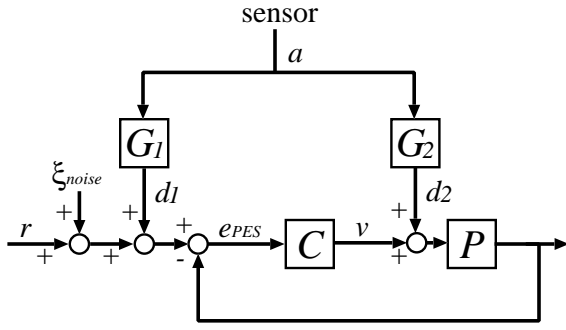 sensor
a
G1 G2
ξnoise
+ + d1 + d2
r + + + - ePES C v + P